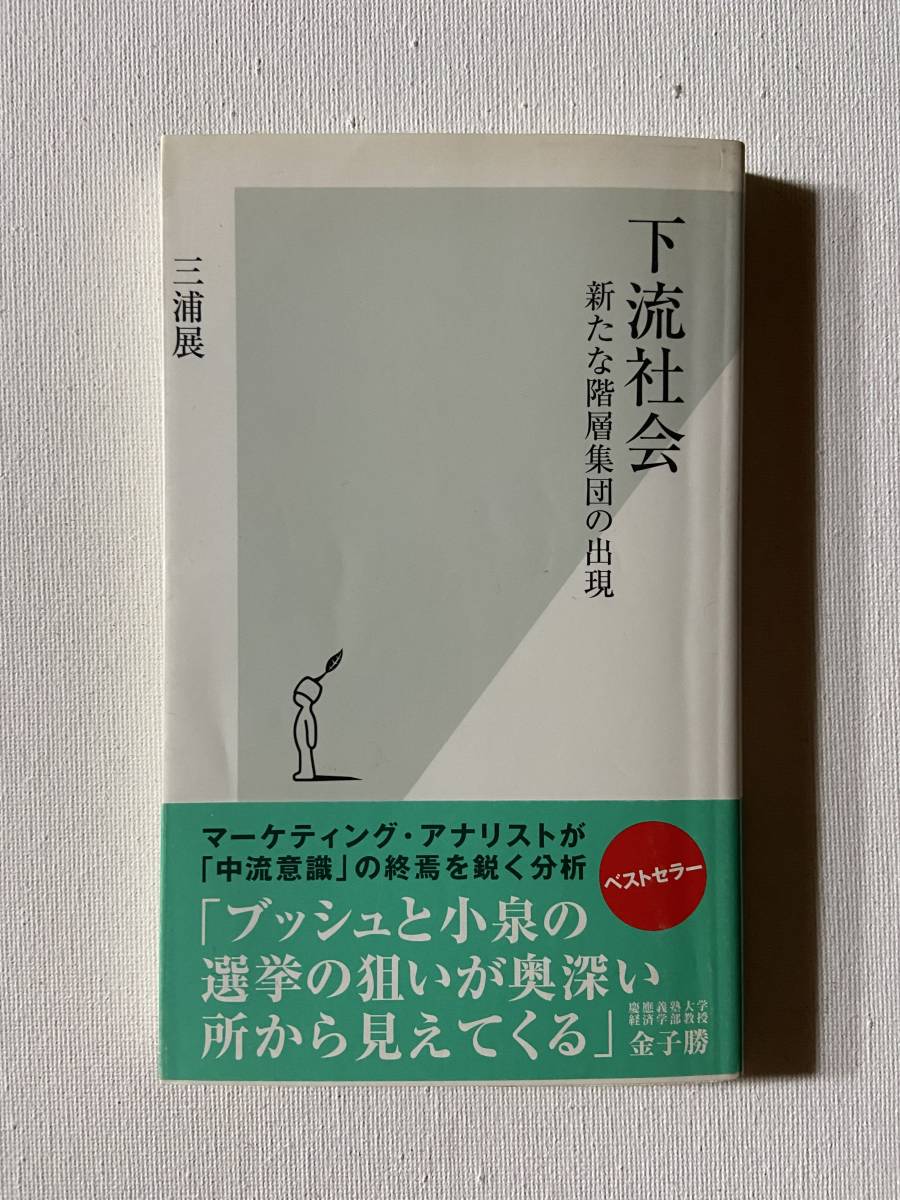 下流社会
新たな階層集団の出現
三浦展
マーケティング・アナリストが
「中流意識」の終焉を鋭く分析
ベストセラー
「ブッシュと小泉の
選挙の狙いが奥深い
所から見えてくる」
慶應義塾大学
経済学部教授
金子勝